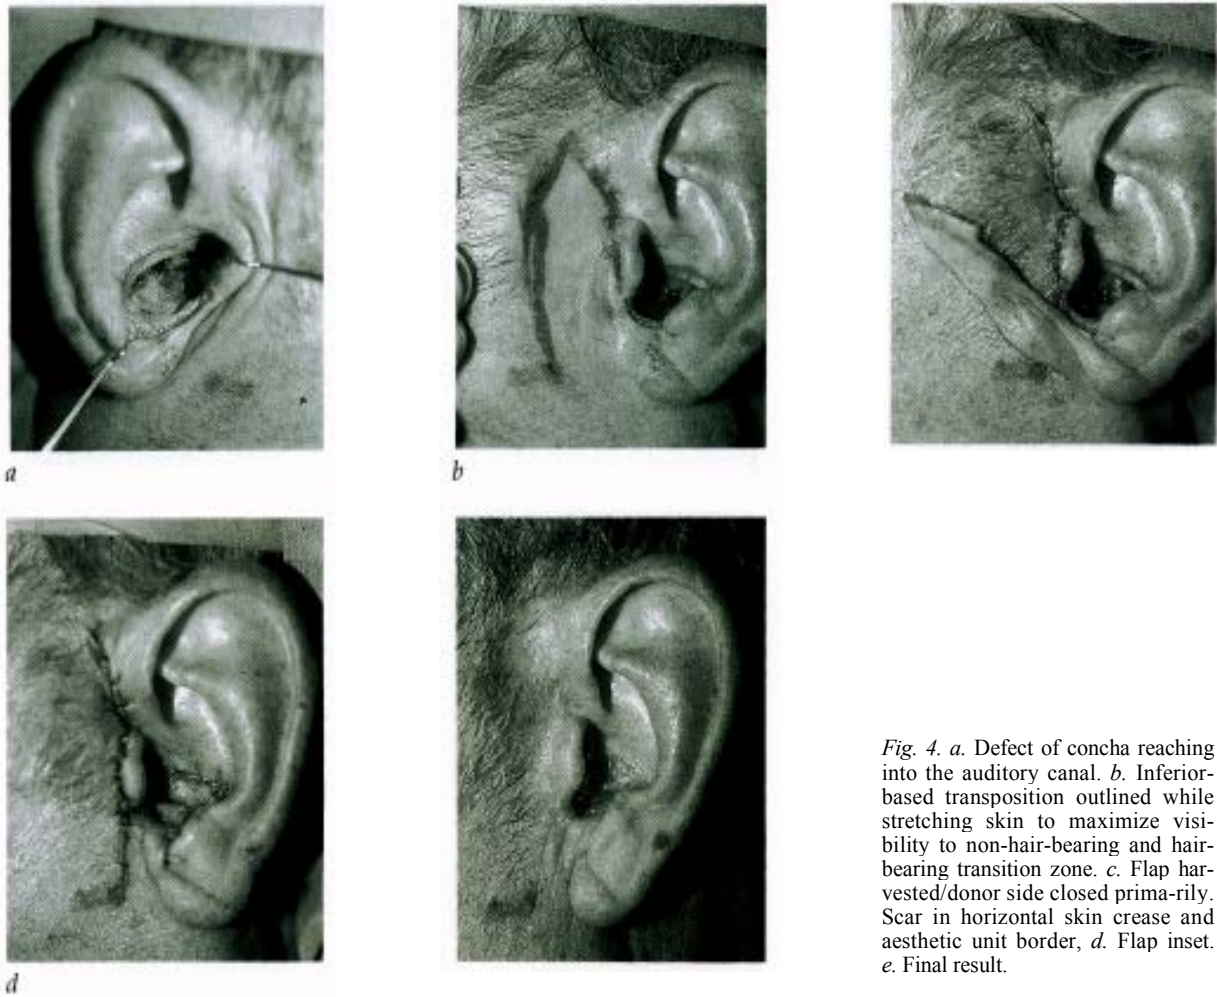 a
b
d
Fig. 4. a. Defect of concha reaching
into the auditory canal. b. Inferior-
based transposition outlined while
stretching skin to maximize visi-
bility to non-hair-bearing and hair-
bearing transition zone. c. Flap har-
vested/donor side closed prima-rily.
Scar in horizontal skin crease and
aesthetic unit border, d. Flap inset.
e. Final result.